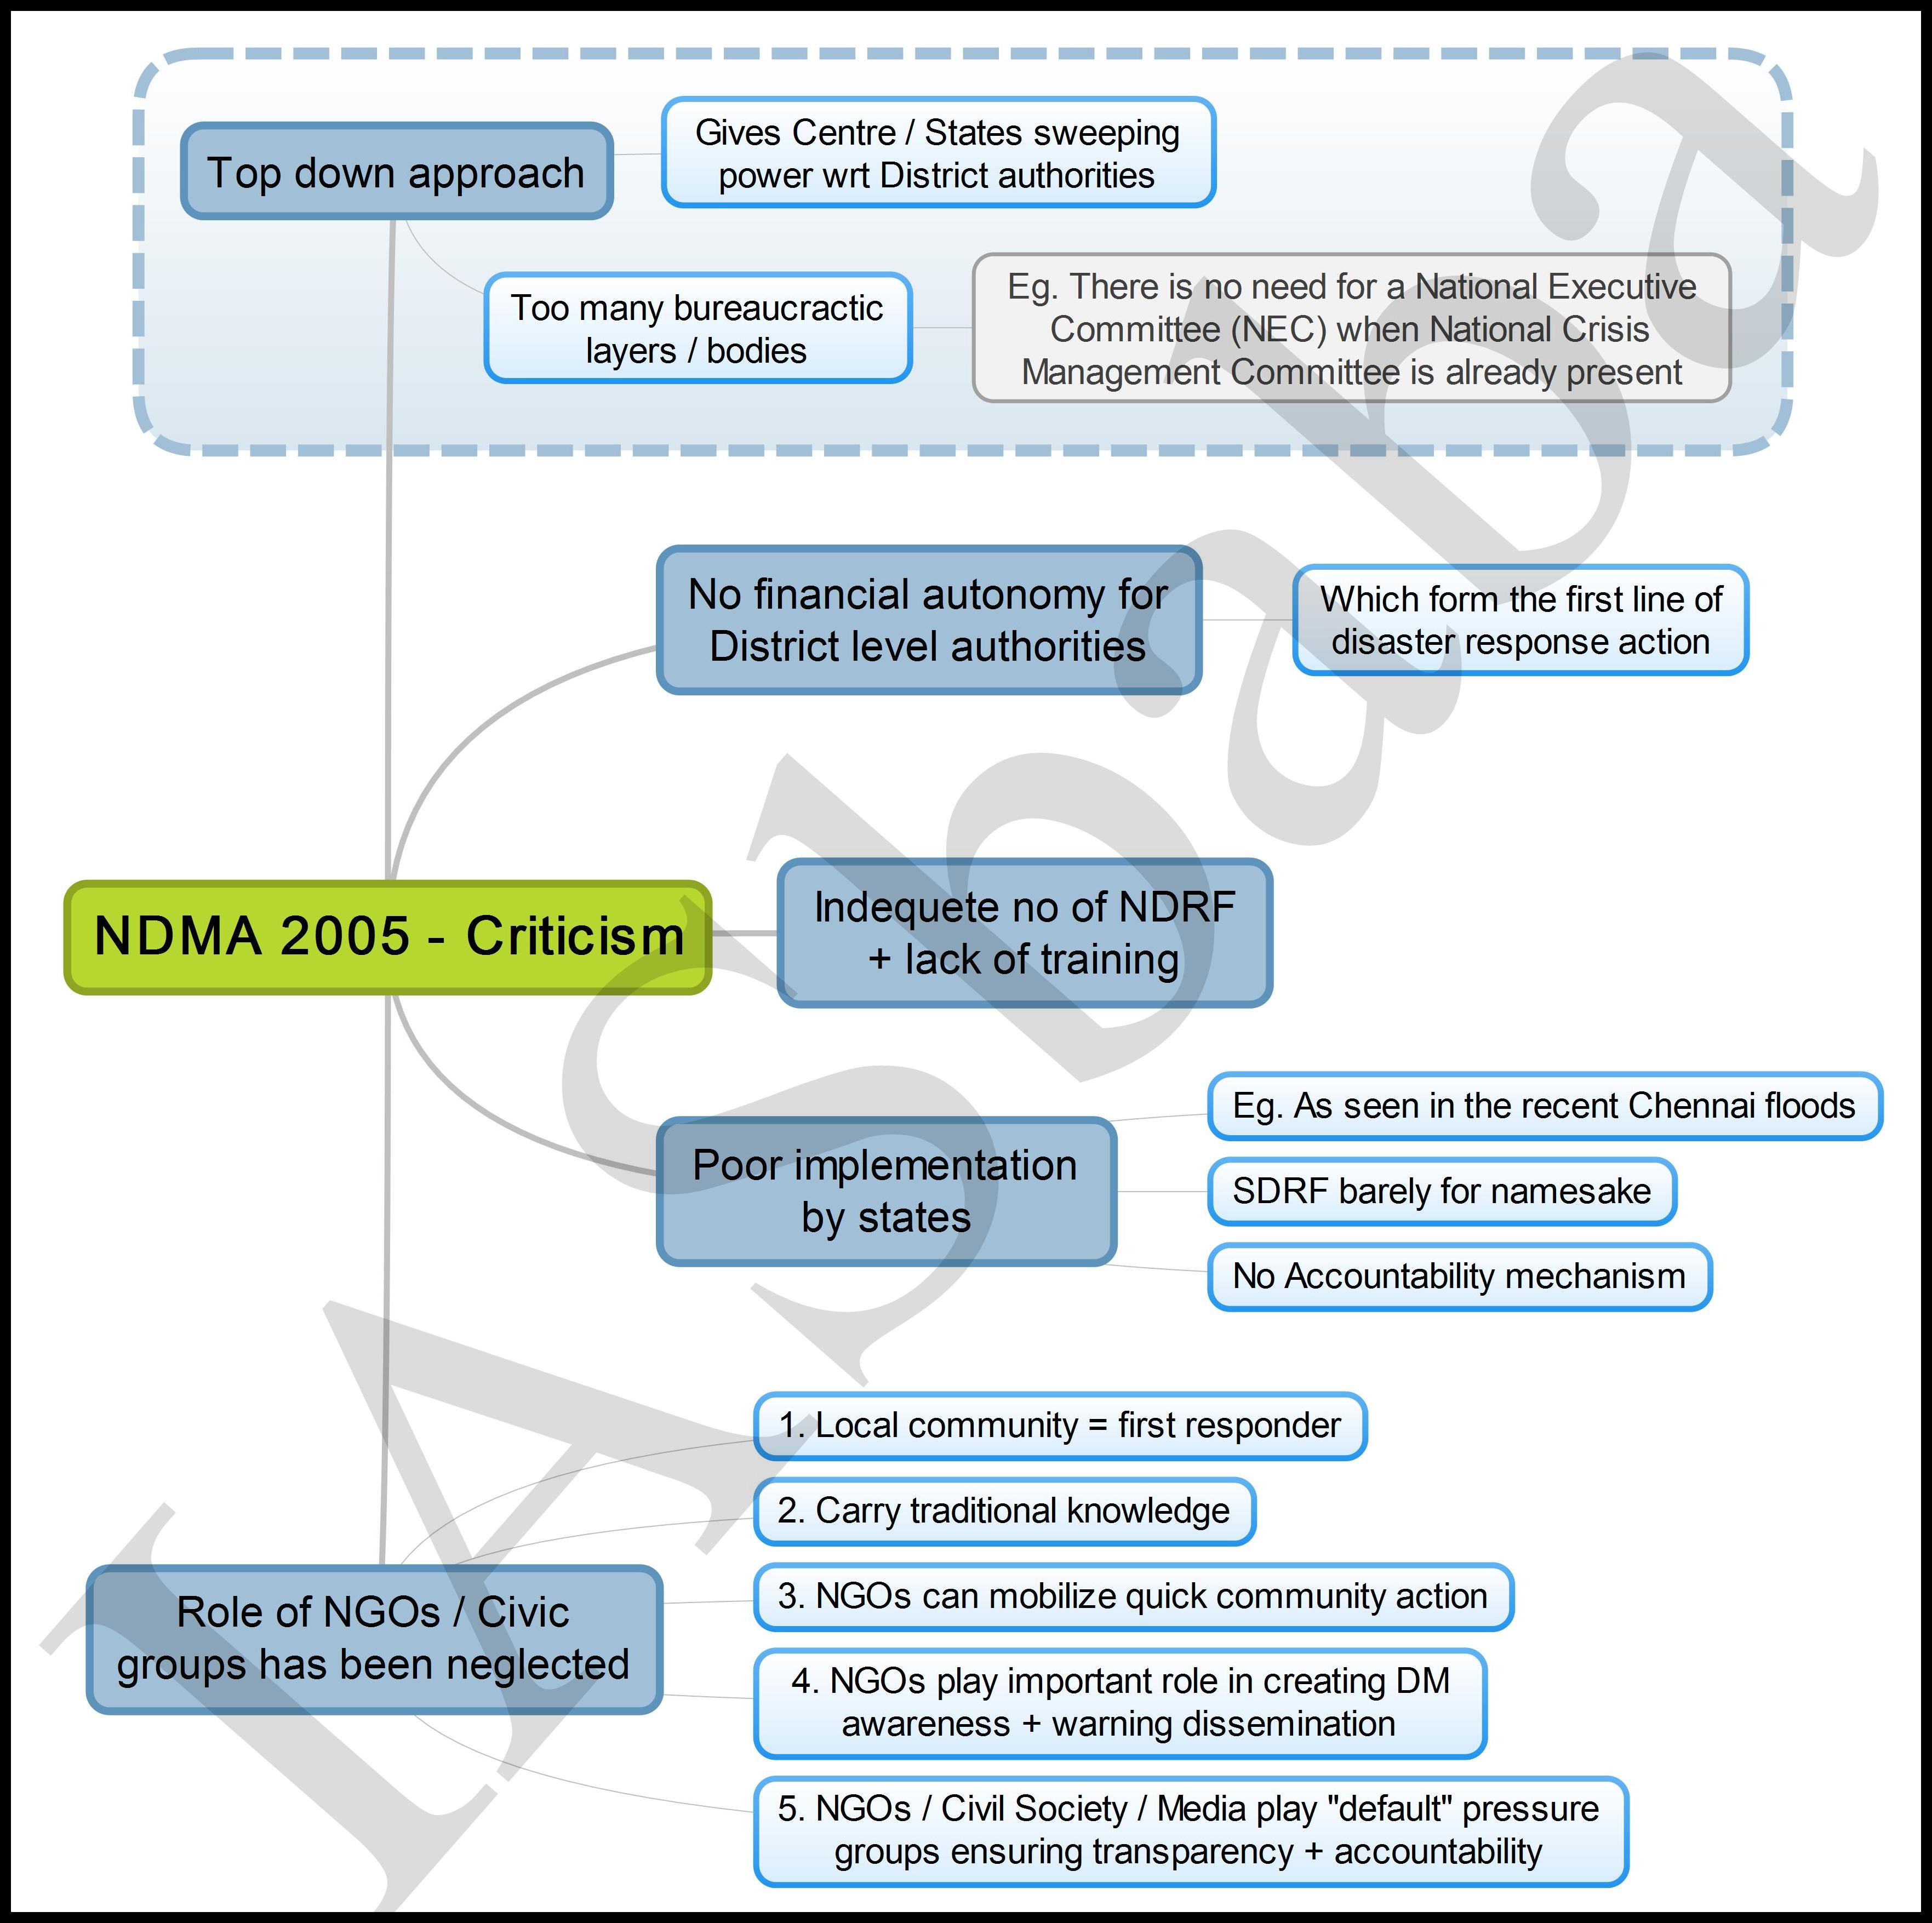 Top down approach
Gives Centre / States sweeping
power wrt District authorities
Too many bureaucractic
layers / bodies
Eg. There is no need for a National Executive
Committee (NEC) when National Crisis
Management Committee is already present
No financial autonomy for
District level authorities
Which form the first line of
disaster response action
NDMA 2005 - Criticism
Indequete no of NDRF
+ lack of training
Poor implementation
by states
Eg. As seen in the recent Chennai floods
SDRF barely for namesake
No Accountability mechanism
Role of NGOs / Civic
groups has been neglected
1. Local community = first responder
2. Carry traditional knowledge
3. NGOs can mobilize quick community action
4. NGOs play important role in creating DM
awareness + warning dissemination
5. NGOs / Civil Society / Media play "default" pressure
groups ensuring transparency + accountability
IASbaba